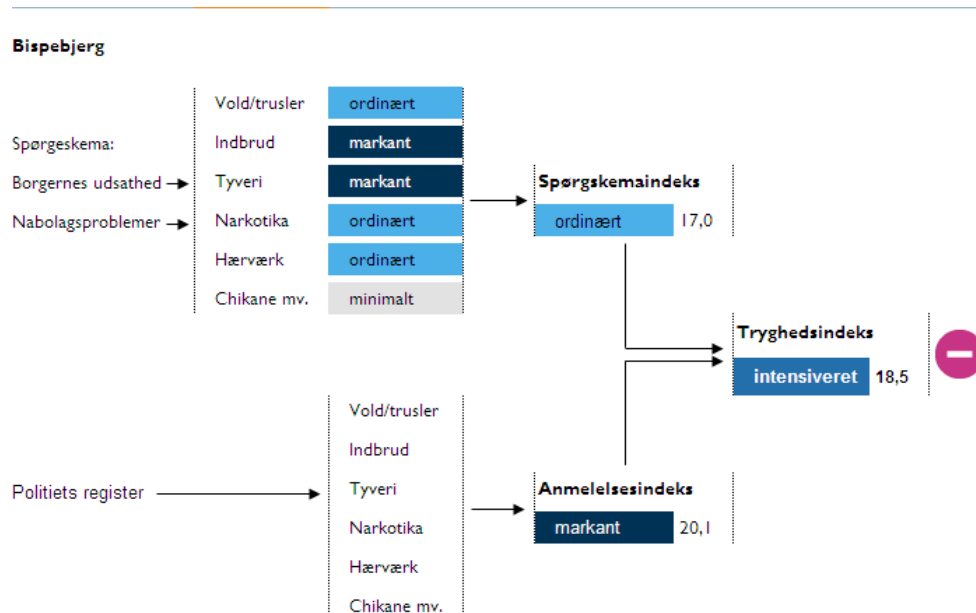 Bispebjerg
Vold/trusler ordinært
Spørgeskema:
Indbrud markant
Borgernes udsathed
Tyveri markant
Nabolagsproblemer
Narkotika ordinært
Hærværk ordinært
Chikane mv. minimalt
Spørgskemaindeks
ordinært 17,0
Tryghedsindeks
intensiveret 18,5
Politiets register
Vold/trusler
Indbrud
Tyveri
Narkotika
Hærværk
Chikane mv.
Anmelelsesindeks
markant 20,1